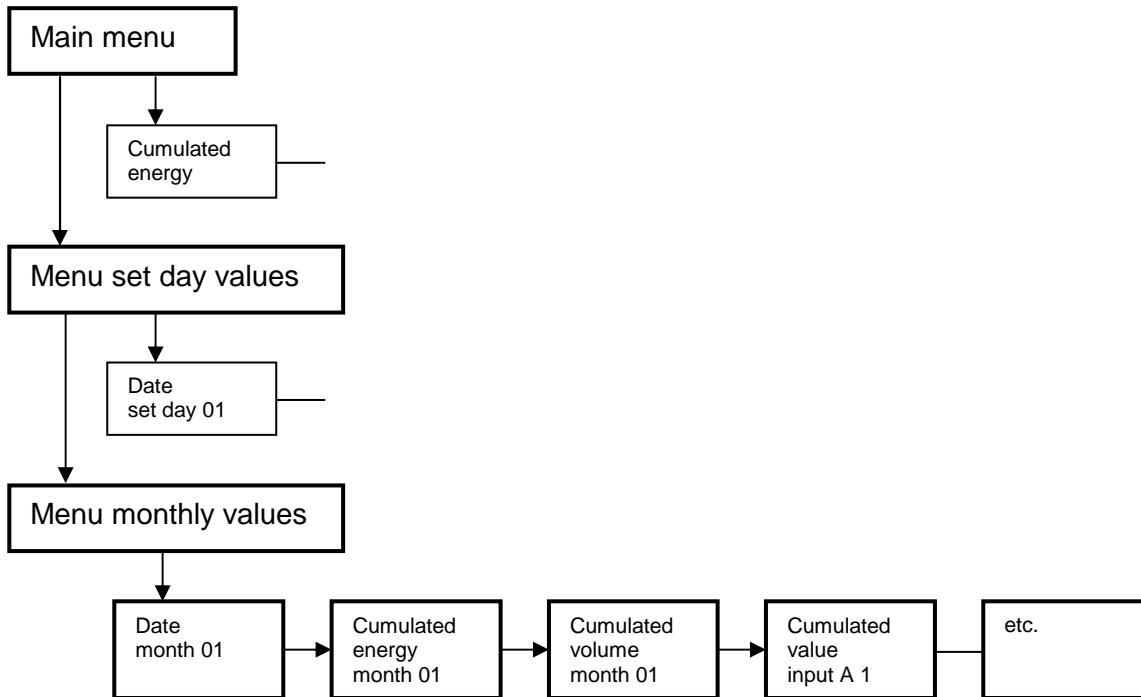 Main menu
Cumulated
energy
Menu set day values
Date
set day 01
Menu monthly values
Date
month 01
Cumulated
energy
month 01
Cumulated
volume
month 01
Cumulated
value
input A 1
etc.